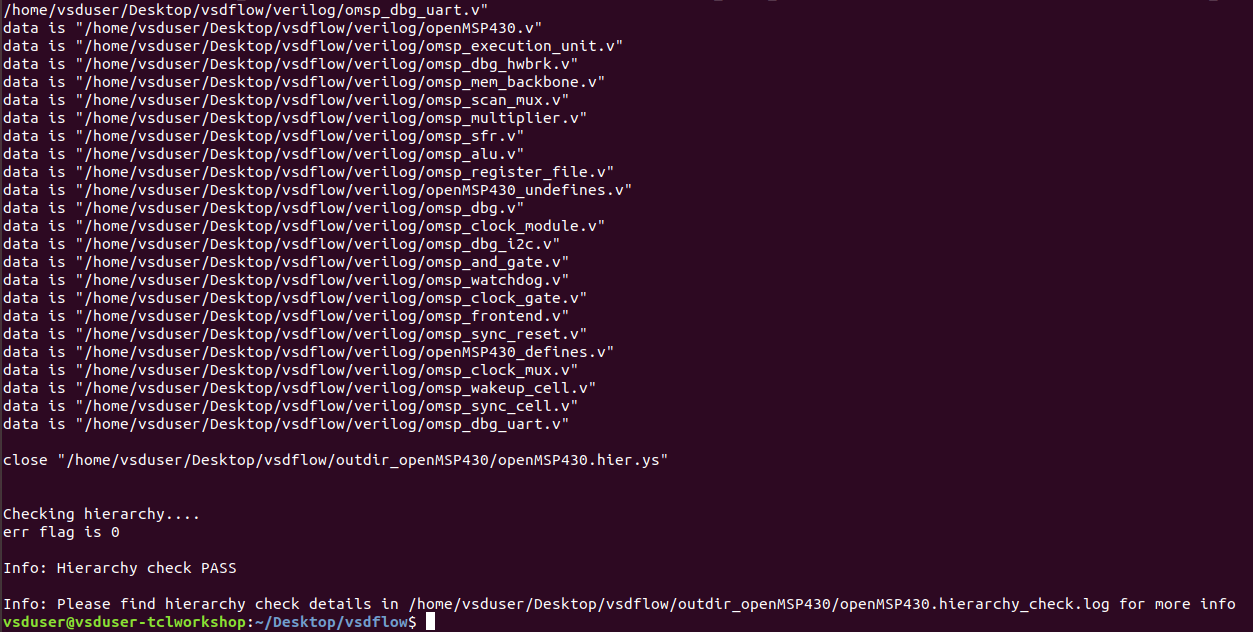 /home/vsduser/Desktop/vsdflow/verilog/omsp_dbg_uart.v"
data is "/home/vsduser/Desktop/vsdflow/verilog/openMSP430.v"
data is "/home/vsduser/Desktop/vsdflow/verilog/omsp_execution_unit.v"
data is "/home/vsduser/Desktop/vsdflow/verilog/omsp_dbg_hwbrk.v"
data is "/home/vsduser/Desktop/vsdflow/verilog/omsp_mem_backbone.v"
data is "/home/vsduser/Desktop/vsdflow/verilog/omsp_scan_mux.v"
data is "/home/vsduser/Desktop/vsdflow/verilog/omsp_multiplier.v"
data is "/home/vsduser/Desktop/vsdflow/verilog/omsp_sfr.v"
data is "/home/vsduser/Desktop/vsdflow/verilog/omsp_alu.v"
data is "/home/vsduser/Desktop/vsdflow/verilog/omsp_register_file.v"
data is "/home/vsduser/Desktop/vsdflow/verilog/openMSP430_undefines.v"
data is "/home/vsduser/Desktop/vsdflow/verilog/omsp_dbg.v"
data is "/home/vsduser/Desktop/vsdflow/verilog/omsp_clock_module.v"
data is "/home/vsduser/Desktop/vsdflow/verilog/omsp_dbg_i2c.v"
data is "/home/vsduser/Desktop/vsdflow/verilog/omsp_and_gate.v"
data is "/home/vsduser/Desktop/vsdflow/verilog/omsp_watchdog.v"
data is "/home/vsduser/Desktop/vsdflow/verilog/omsp_clock_gate.v"
data is "/home/vsduser/Desktop/vsdflow/verilog/omsp_frontend.v"
data is "/home/vsduser/Desktop/vsdflow/verilog/omsp_sync_reset.v"
data is "/home/vsduser/Desktop/vsdflow/verilog/openMSP430_defines.v"
data is "/home/vsduser/Desktop/vsdflow/verilog/omsp_clock_mux.v"
data is "/home/vsduser/Desktop/vsdflow/verilog/omsp_wakeup_cell.v"
data is "/home/vsduser/Desktop/vsdflow/verilog/omsp_sync_cell.v"
data is "/home/vsduser/Desktop/vsdflow/verilog/omsp_dbg_uart.v"
close "/home/vsduser/Desktop/vsdflow/outdir_openMSP430/openMSP430.hier.ys"
Checking hierarchy....
err flag is 0
Info: Hierarchy check PASS
Info: Please find hierarchy check details in /home/vsduser/Desktop/vsdflow/outdir_openMSP430/openMSP430.hierarchy_check.log for more info
vsduser@vsduser-tclworkshop:~/Desktop/vsdflow$